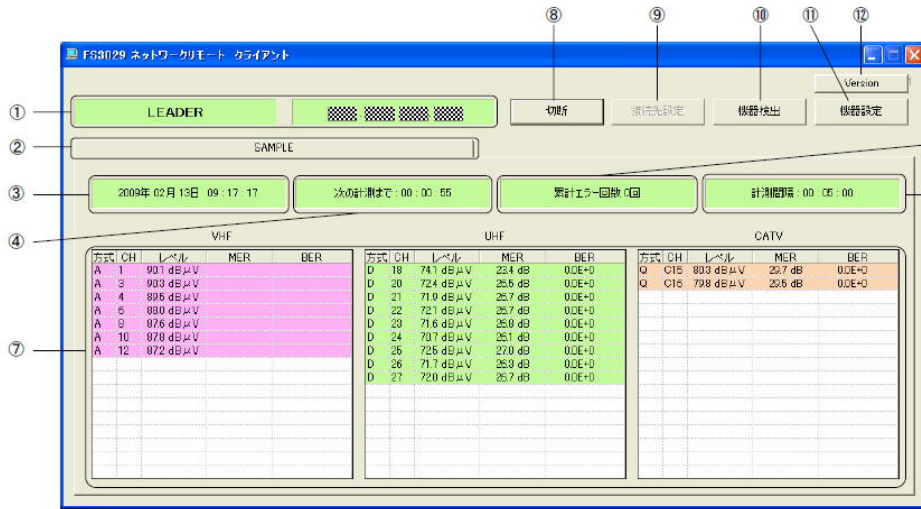 ⑧ ⑨ ⑩ ⑪ ⑫
FS3029 ネットワークリモート クライアント
Version
① LEADER 切断 接続先設定 機器検出 機器設定
② SAMPLE
③ 2009年 02月 13日 09 : 17 : 17 次の計測まで : 00 : 00 : 55 累計エラー回数 0回 計測間隔 : 00 : 05 : 00
④
VHF UHF CATV
方式 CH レベル MER BER 方式 CH レベル MER BER 方式 CH レベル MER BER
A 1 90.1 dBμV D 18 74.1 dBμV 23.4 dB 0.0E+0 Q C15 80.3 dBμV 29.7 dB 0.0E+0
A 3 90.3 dBμV D 20 72.4 dBμV 26.5 dB 0.0E+0 Q C16 79.8 dBμV 29.5 dB 0.0E+0
A 4 89.5 dBμV D 21 71.9 dBμV 26.7 dB 0.0E+0
A 6 88.0 dBμV D 22 72.1 dBμV 26.7 dB 0.0E+0
A 8 87.6 dBμV D 23 71.6 dBμV 26.8 dB 0.0E+0
A 10 87.8 dBμV D 24 70.7 dBμV 26.1 dB 0.0E+0
⑦ A 12 87.2 dBμV D 25 72.5 dBμV 27.0 dB 0.0E+0
D 26 71.7 dBμV 26.3 dB 0.0E+0
D 27 72.0 dBμV 26.7 dB 0.0E+0